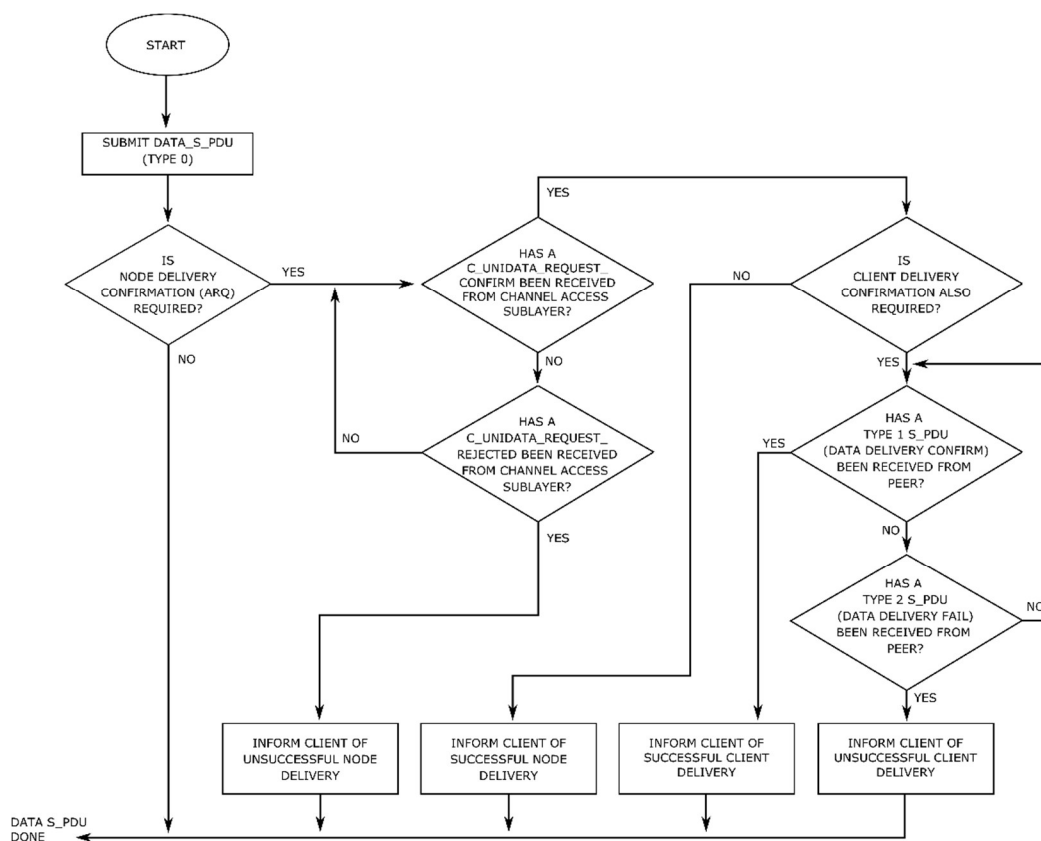 START
SUBMIT DATA_S_PDU
(TYPE 0)
IS
NODE DELIVERY
CONFIRMATION (ARQ)
REQUIRED?
YES
NO
HAS A
C_UNIDATA_REQUEST_
CONFIRM BEEN RECEIVED
FROM CHANNEL ACCESS
SUBLAYER?
YES
NO
HAS A
C_UNIDATA_REQUEST_
REJECTED BEEN RECEIVED
FROM CHANNEL ACCESS
SUBLAYER?
NO
YES
IS
CLIENT DELIVERY
CONFIRMATION ALSO
REQUIRED?
NO
YES
HAS A
TYPE 1 S_PDU
(DATA DELIVERY CONFIRM)
BEEN RECEIVED FROM
PEER?
YES
NO
HAS A
TYPE 2 S_PDU
(DATA DELIVERY FAIL)
BEEN RECEIVED FROM
PEER?
NO
YES
INFORM CLIENT OF
UNSUCCESSFUL NODE
DELIVERY
INFORM CLIENT OF
SUCCESSFUL NODE
DELIVERY
INFORM CLIENT OF
SUCCESSFUL CLIENT
DELIVERY
INFORM CLIENT OF
UNSUCCESSFUL CLIENT
DELIVERY
DATA S_PDU
DONE